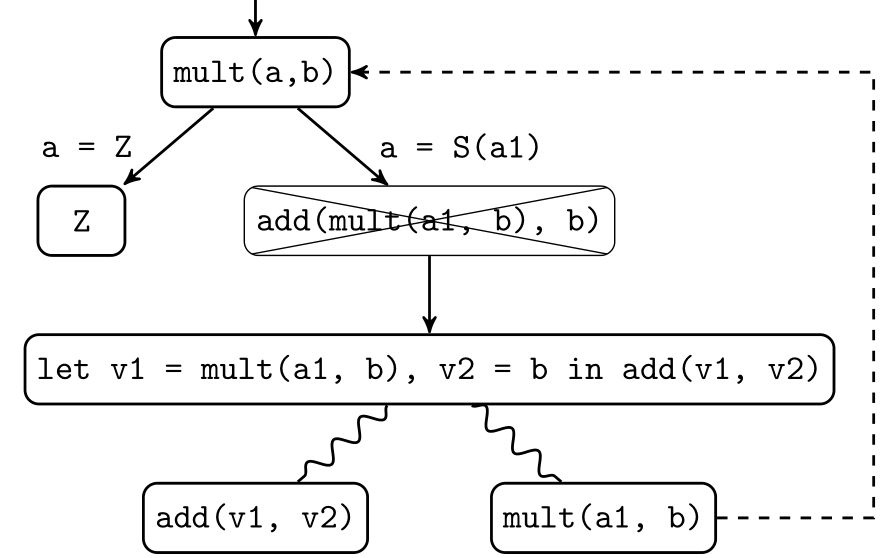 mult(a,b)
a = Z
a = S(a1)
Z
add(mult(a1, b), b)
let v1 = mult(a1, b), v2 = b in add(v1, v2)
add(v1, v2)
mult(a1, b)